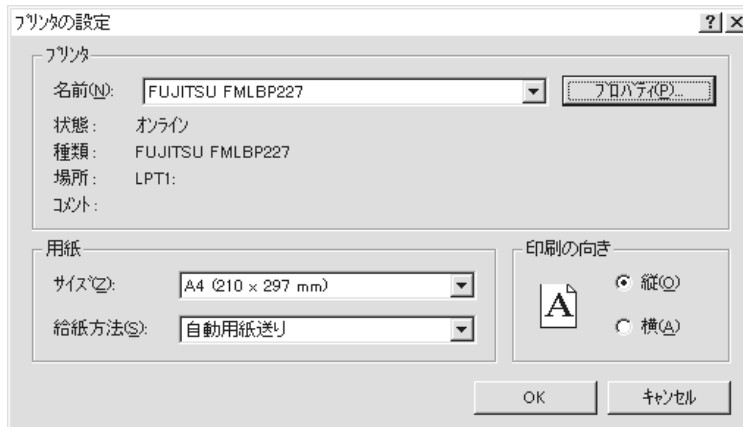 プリンタの設定
プリンタ
名前(N): FUJITSU FMLBP227 プロパティ(P)...
状態: オンライン
種類: FUJITSU FMLBP227
場所: LPT1:
コメント:
用紙
サイズ(Z): A4 (210 x 297 mm)
給紙方法(S): 自動用紙送り
印刷の向き
A
縦(O)
横(A)
OK キャンセル